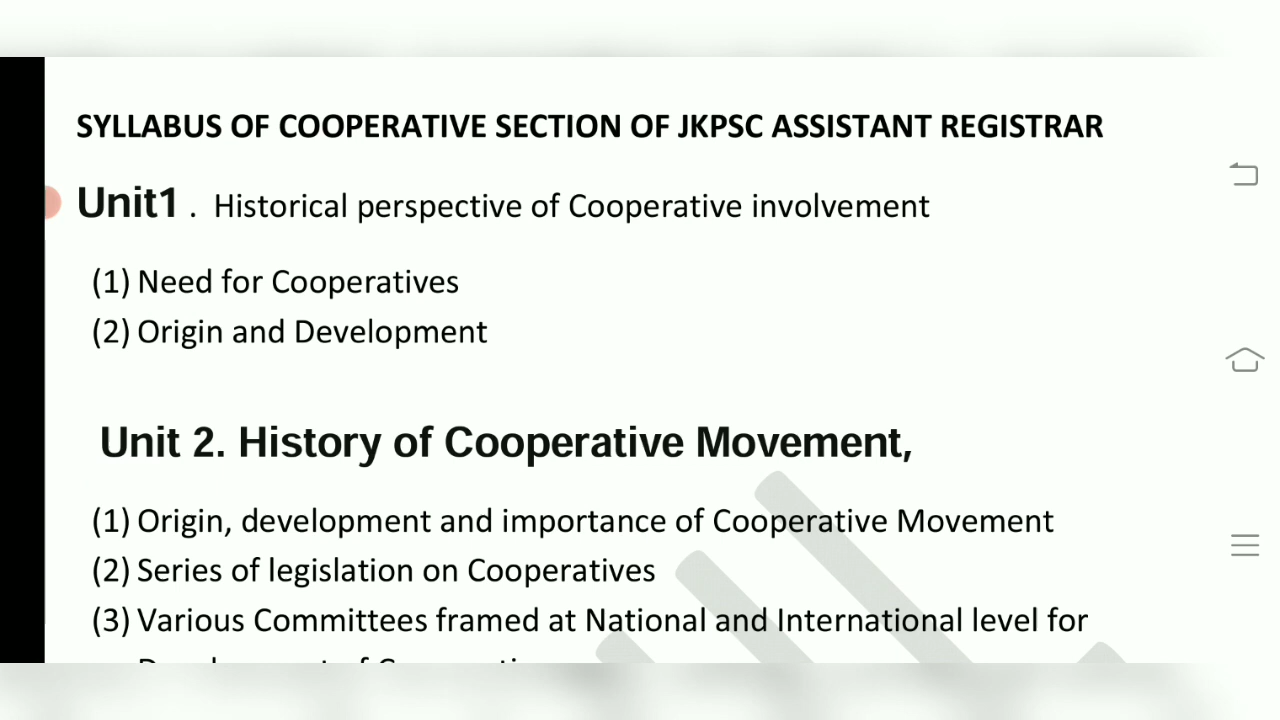 SYLLABUS OF COOPERATIVE SECTION OF JKPSC ASSISTANT REGISTRAR
Unit1 . Historical perspective of Cooperative involvement
(1) Need for Cooperatives
(2) Origin and Development
Unit 2. History of Cooperative Movement,
(1) Origin, development and importance of Cooperative Movement
(2) Series of legislation on Cooperatives
(3) Various Committees framed at National and International level for